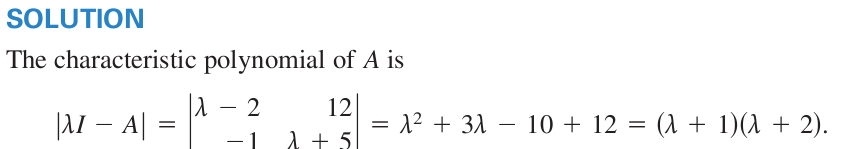 SOLUTION
The characteristic polynomial of A is
|λI − A| = |λ − 2 12| = λ² + 3λ − 10 + 12 = (λ + 1)(λ + 2).
−1 λ + 5